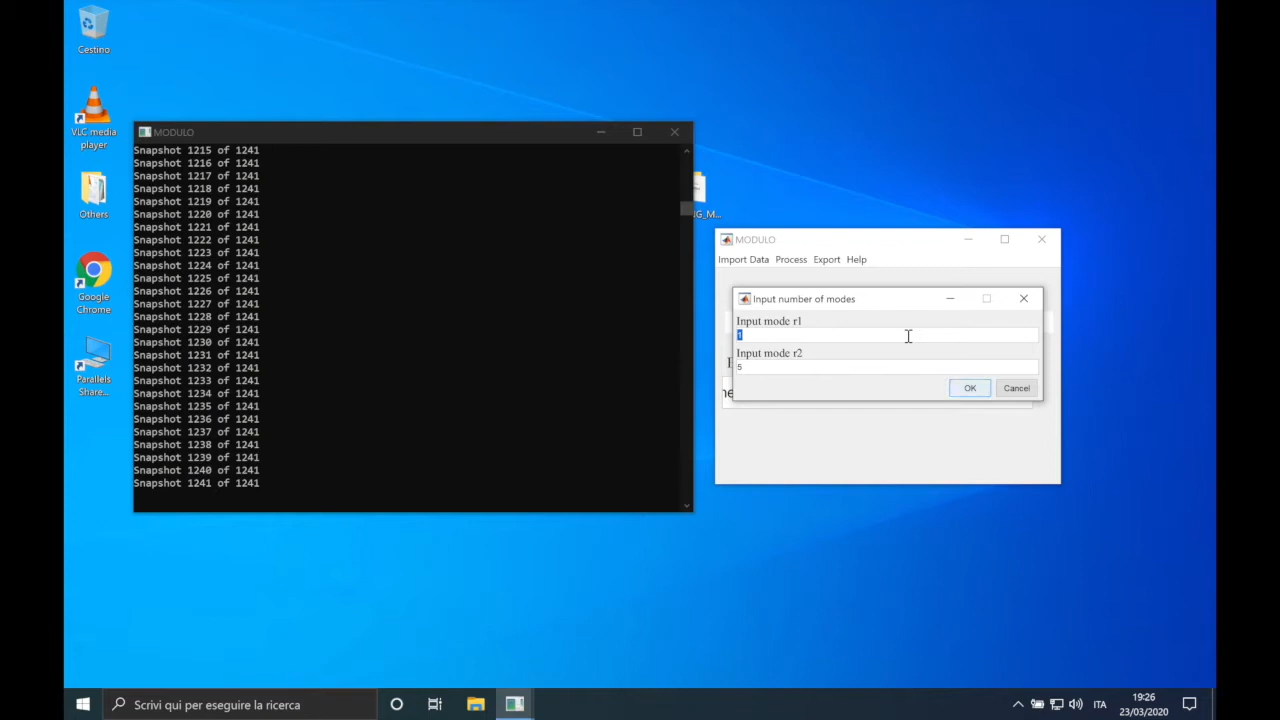 Cestino
VLC media
player
Others
Google
Chrome
Parallels
Share...
MODULO
Snapshot 1215 of 1241
Snapshot 1216 of 1241
Snapshot 1217 of 1241
Snapshot 1218 of 1241
Snapshot 1219 of 1241
Snapshot 1220 of 1241
Snapshot 1221 of 1241
Snapshot 1222 of 1241
Snapshot 1223 of 1241
Snapshot 1224 of 1241
Snapshot 1225 of 1241
Snapshot 1226 of 1241
Snapshot 1227 of 1241
Snapshot 1228 of 1241
Snapshot 1229 of 1241
Snapshot 1230 of 1241
Snapshot 1231 of 1241
Snapshot 1232 of 1241
Snapshot 1233 of 1241
Snapshot 1234 of 1241
Snapshot 1235 of 1241
Snapshot 1236 of 1241
Snapshot 1237 of 1241
Snapshot 1238 of 1241
Snapshot 1239 of 1241
Snapshot 1240 of 1241
Snapshot 1241 of 1241
MODULO
Import Data Process Export Help
Input number of modes
Input mode r1
1
Input mode r2
5
OK Cancel
Scrivi qui per eseguire la ricerca
ITA
19:26
23/03/2020